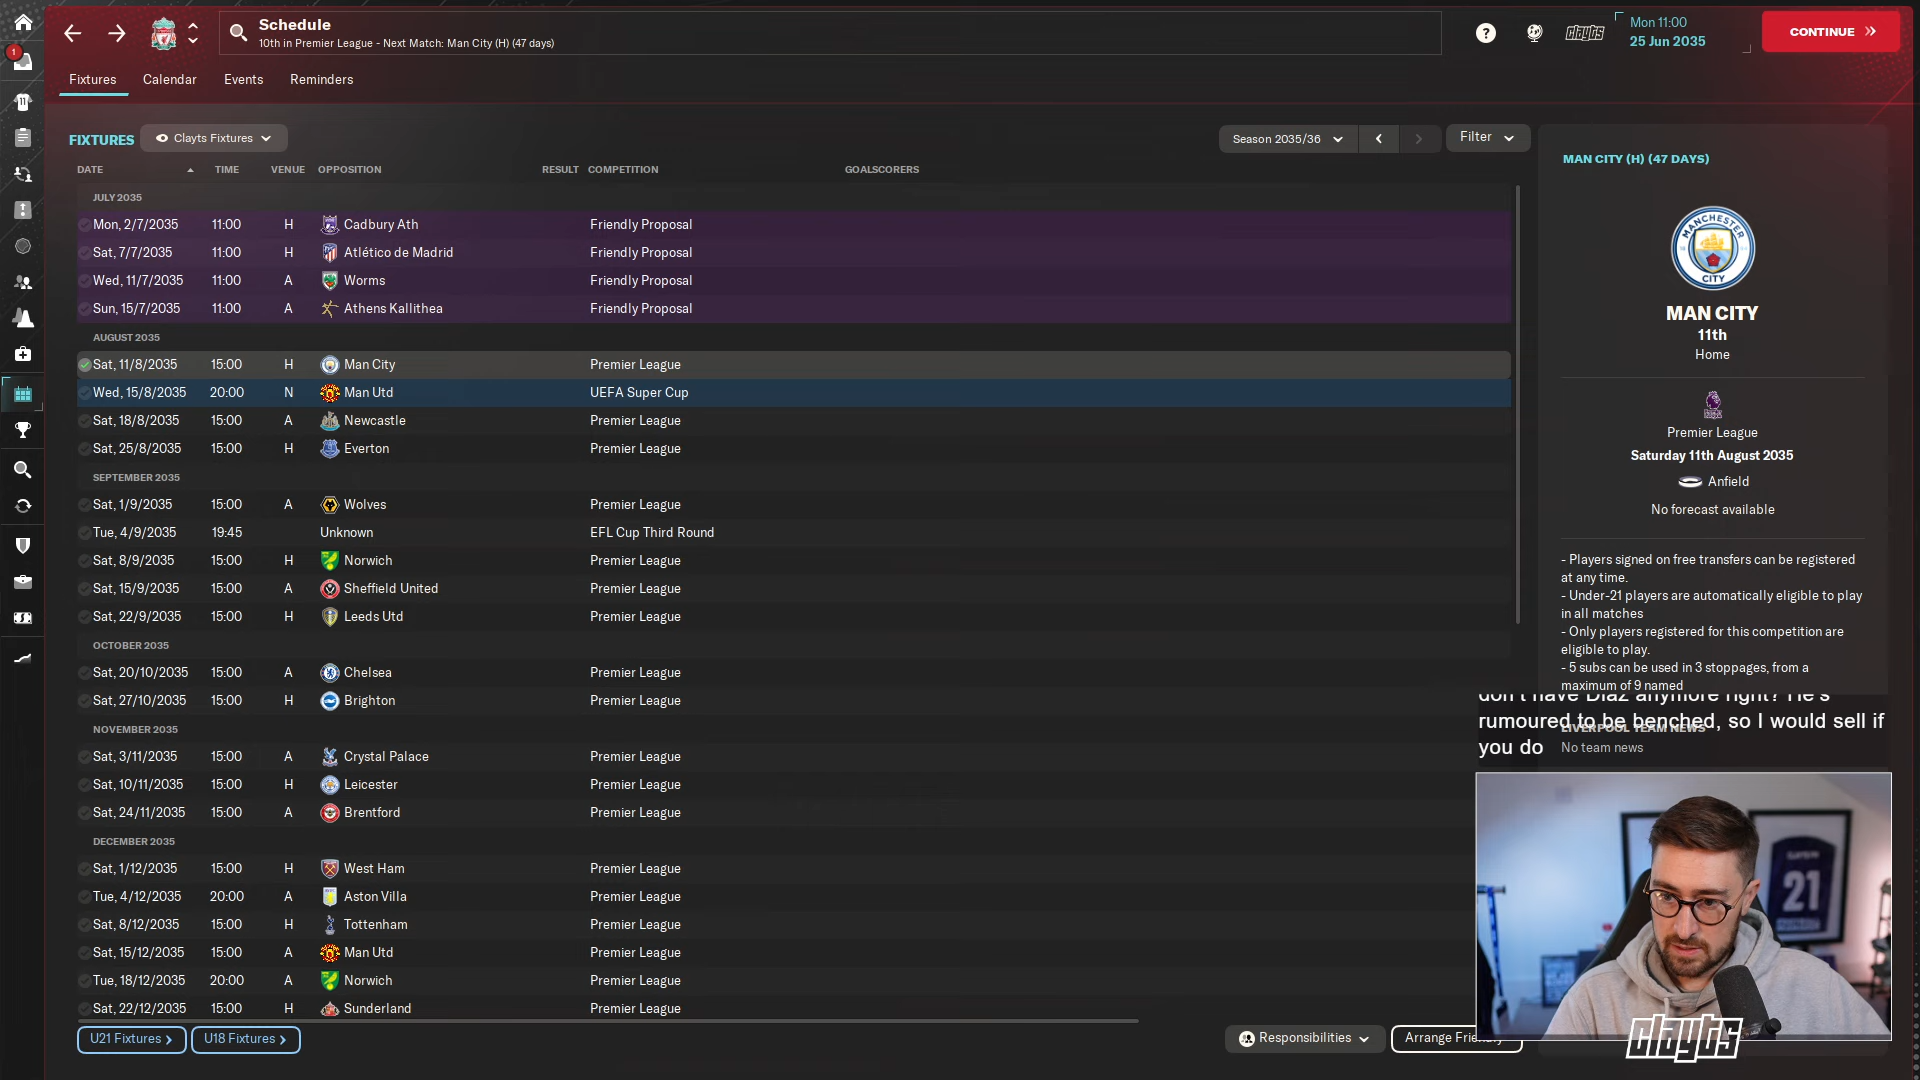 Schedule
10th in Premier League - Next Match: Man City (H) (47 days)
1
?
clayts
Mon 11:00
25 Jun 2035
CONTINUE
Fixtures Calendar Events Reminders
FIXTURES Clayts Fixtures
Season 2035/36
Filter
DATE TIME VENUE OPPOSITION RESULT COMPETITION GOALSCORERS
JULY 2035
Mon, 2/7/2035 11:00 H Cadbury Ath Friendly Proposal
Sat, 7/7/2035 11:00 H Atlético de Madrid Friendly Proposal
Wed, 11/7/2035 11:00 A Worms Friendly Proposal
Sun, 15/7/2035 11:00 A Athens Kallithea Friendly Proposal
AUGUST 2035
Sat, 11/8/2035 15:00 H Man City Premier League
Wed, 15/8/2035 20:00 N Man Utd UEFA Super Cup
Sat, 18/8/2035 15:00 A Newcastle Premier League
Sat, 25/8/2035 15:00 H Everton Premier League
SEPTEMBER 2035
Sat, 1/9/2035 15:00 A Wolves Premier League
Tue, 4/9/2035 19:45 Unknown EFL Cup Third Round
Sat, 8/9/2035 15:00 H Norwich Premier League
Sat, 15/9/2035 15:00 A Sheffield United Premier League
Sat, 22/9/2035 15:00 H Leeds Utd Premier League
OCTOBER 2035
Sat, 20/10/2035 15:00 A Chelsea Premier League
Sat, 27/10/2035 15:00 H Brighton Premier League
NOVEMBER 2035
Sat, 3/11/2035 15:00 A Crystal Palace Premier League
Sat, 10/11/2035 15:00 H Leicester Premier League
Sat, 24/11/2035 15:00 A Brentford Premier League
DECEMBER 2035
Sat, 1/12/2035 15:00 H West Ham Premier League
Tue, 4/12/2035 20:00 A Aston Villa Premier League
Sat, 8/12/2035 15:00 H Tottenham Premier League
Sat, 15/12/2035 15:00 A Man Utd Premier League
Tue, 18/12/2035 20:00 A Norwich Premier League
Sat, 22/12/2035 15:00 H Sunderland Premier League
U21 Fixtures U18 Fixtures
Responsibilities
Arrange Friendly
MAN CITY (H) (47 DAYS)
MANCHESTER
CITY
MAN CITY
11th
Home
Premier League
Saturday 11th August 2035
Anfield
No forecast available
- Players signed on free transfers can be registered
at any time.
- Under-21 players are automatically eligible to play
in all matches
- Only players registered for this competition are
eligible to play.
- 5 subs can be used in 3 stoppages, from a
maximum of 9 named
don't have Diaz anymore right? He's
rumoured to be benched, so I would sell if
you do
LIVERPOOL TEAM NEWS
No team news
21
clayts